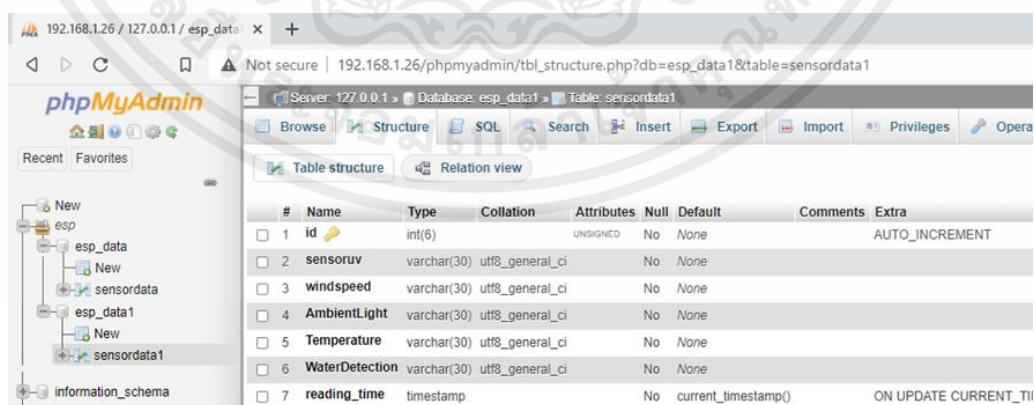 192.168.1.26 / 127.0.0.1 / esp_data
Not secure | 192.168.1.26/phpmyadmin/tbl_structure.php?db=esp_data1&table=sensordata1
phpMyAdmin
Recent Favorites
New
esp
esp_data
New
sensordata
esp_data1
New
sensordata1
information_schema
Server: 127.0.0.1 » Database: esp_data1 » Table: sensordata1
Browse Structure SQL Search Insert Export Import Privileges Opera
Table structure Relation view
# Name Type Collation Attributes Null Default Comments Extra
1 id int(6) UNSIGNED No None AUTO_INCREMENT
2 sensoruv varchar(30) utf8_general_ci No None
3 windspeed varchar(30) utf8_general_ci No None
4 AmbientLight varchar(30) utf8_general_ci No None
5 Temperature varchar(30) utf8_general_ci No None
6 WaterDetection varchar(30) utf8_general_ci No None
7 reading_time timestamp No current_timestamp() ON UPDATE CURRENT_TI